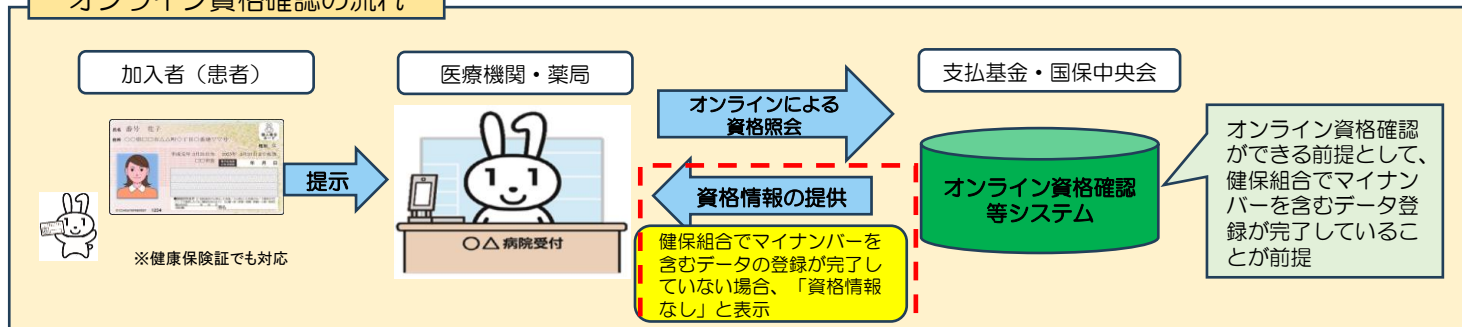 オンライン資格確認の流れ
加入者(患者)
医療機関・薬局
支払基金・国保中央会
提示
※健康保険証でも対応
〇△病院受付
オンラインによる
資格照会
資格情報の提供
健保組合でマイナンバーを
含むデータの登録が完了し
ていない場合、「資格情報
なし」と表示
オンライン資格確認
等システム
オンライン資格確認
ができる前提として、
健保組合でマイナン
バーを含むデータ登
録が完了しているこ
とが前提
氏名 番号 花子
1234